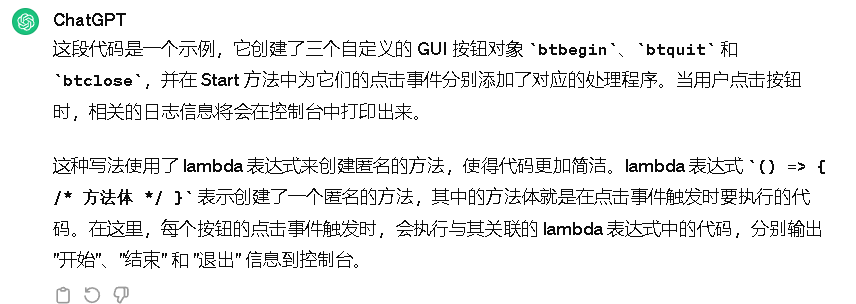 ChatGPT
这段代码是一个示例，它创建了三个自定义的 GUI 按钮对象 `btbegin`、`btquit` 和
`btclose`，并在 Start 方法中为它们的点击事件分别添加了对应的处理程序。当用户点击按钮
时，相关的日志信息将会在控制台中打印出来。
这种写法使用了 lambda 表达式来创建匿名的方法，使得代码更加简洁。lambda 表达式 `() => {
/* 方法体 */ }` 表示创建了一个匿名的方法，其中的方法体就是在点击事件触发时要执行的代
码。在这里，每个按钮的点击事件触发时，会执行与其关联的 lambda 表达式中的代码，分别输出
"开始"、"结束" 和 "退出" 信息到控制台。